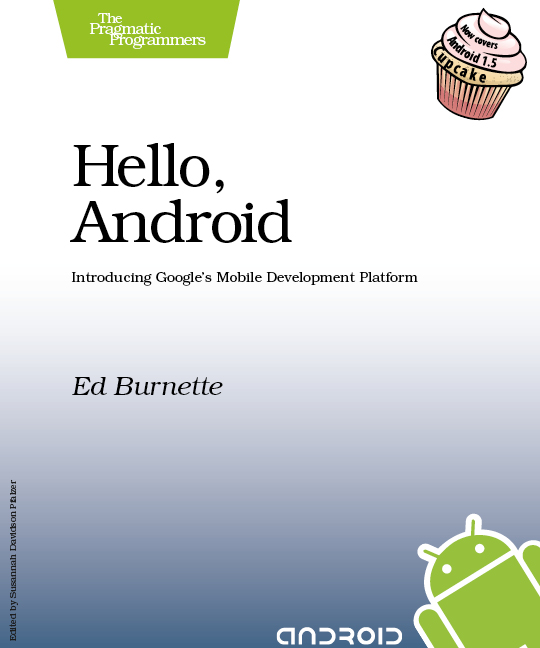 The
Pragmatic
Programmers
Now covers
Android 1.5
upcake
Hello,
Android
Introducing Google's Mobile Development Platform
Ed Burnette
Edited by Susannah Davidson Pfalzer
android